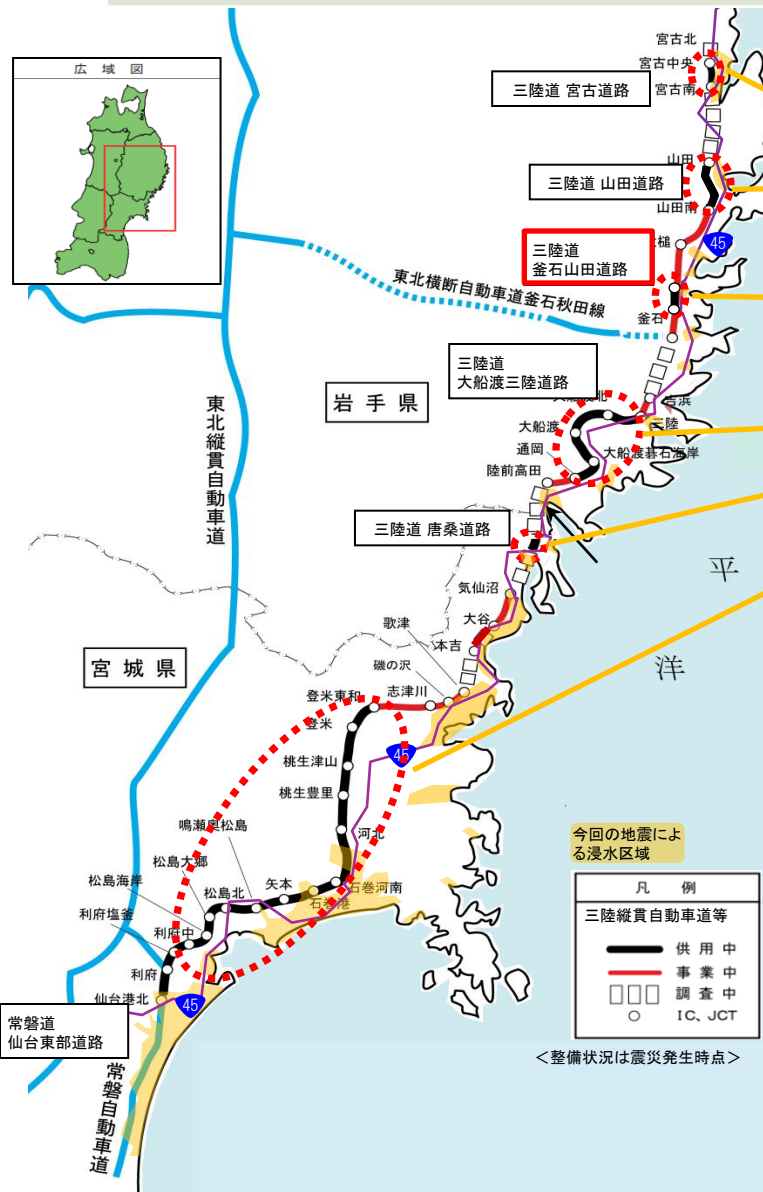 広域図
宮古北
宮古中央
宮古南
三陸道 宮古道路
山田
三陸道 山田道路
山田南
三陸道
釜石山田道路
槌
45
東北横断自動車道釜石秋田線
釜石
三陸道
大船渡三陸道路
岩手県
吉浜
三陸
大船渡
通岡
大船渡碁石海岸
陸前高田
東北縦貫自動車道
三陸道 唐桑道路
平
洋
気仙沼
大谷
歌津
本吉
宮城県
磯の沢
志津川
登米東和
登米
45
桃生津山
桃生豊里
鳴瀬奥松島
河北
松島大郷
松島海岸
松島北
矢本
石巻河南
石巻港
利府塩釜
利府中
利府
仙台港北
45
常磐道
仙台東部道路
常磐自動車道
今回の地震によ
る浸水区域
凡例
三陸縦貫自動車道等
供用中
事業中
調査中
IC、JCT
＜整備状況は震災発生時点＞